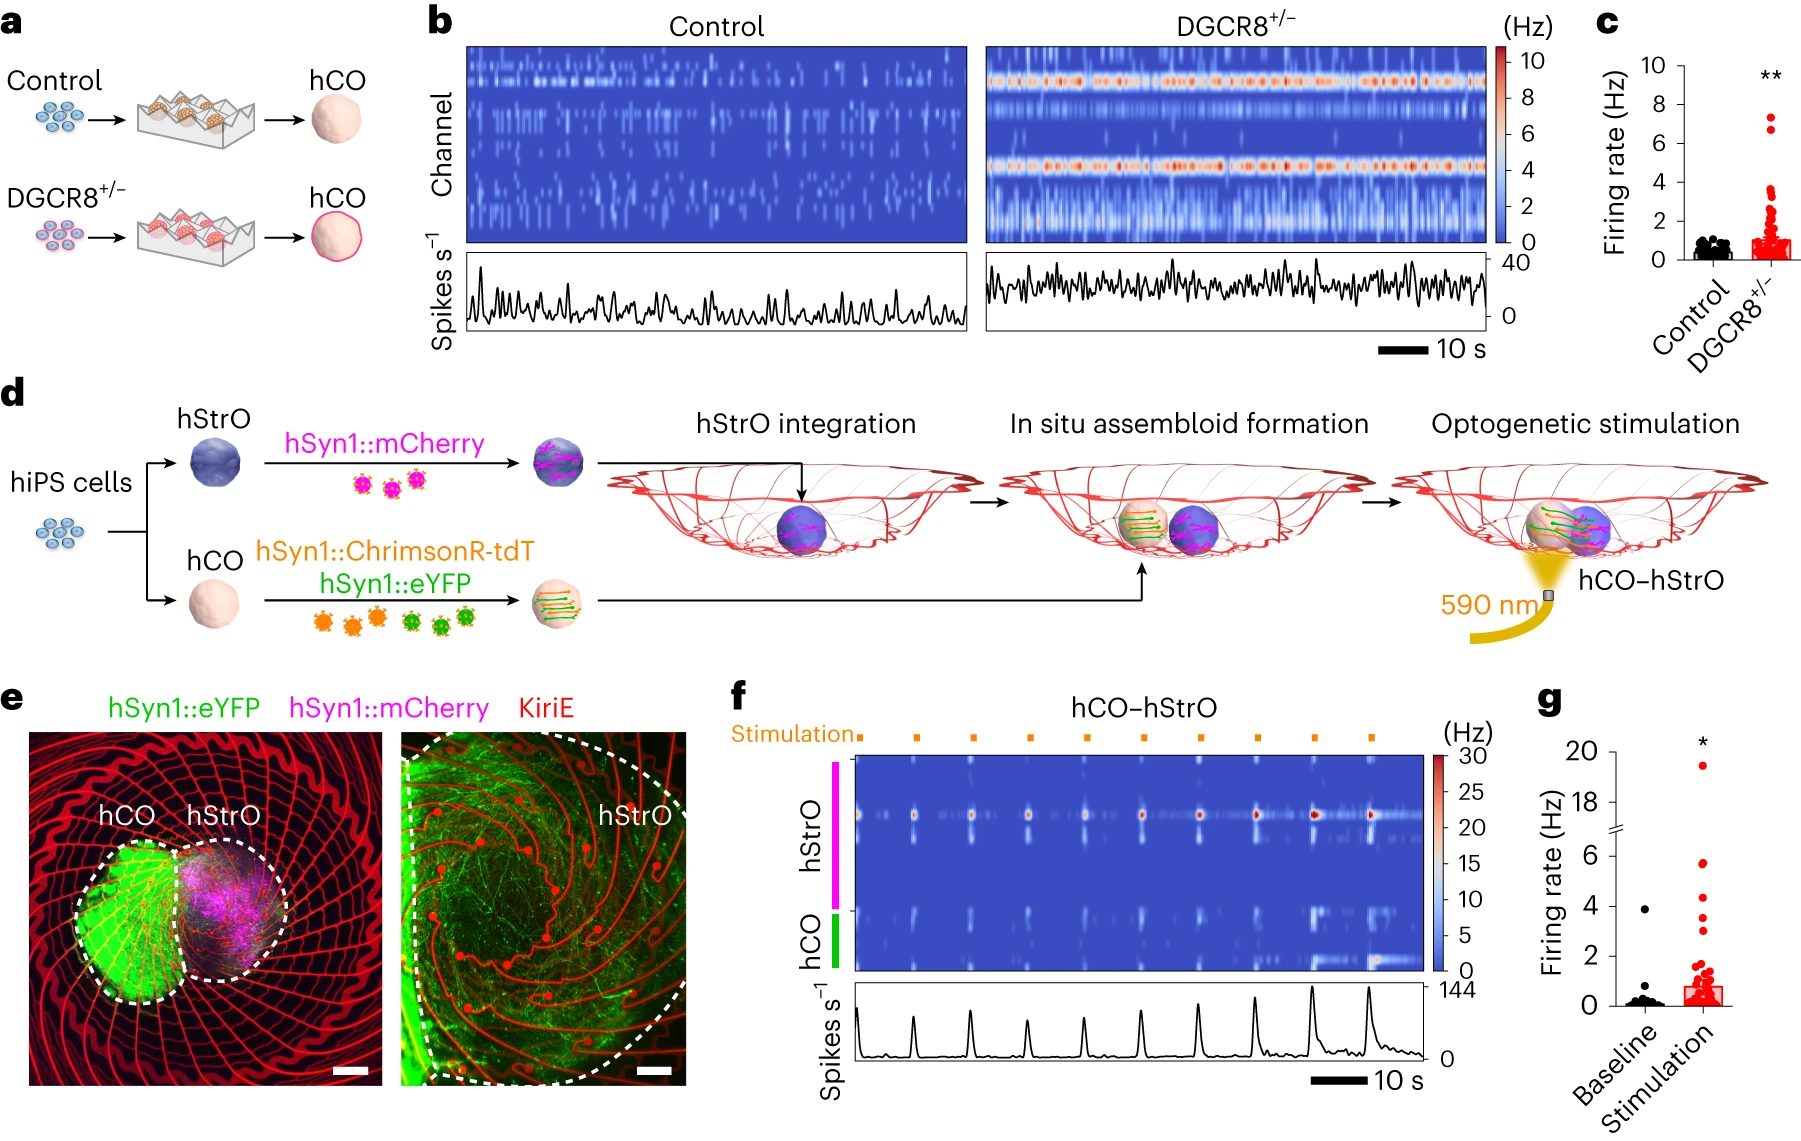 a
Control
hCO
DGCR8+/−
hCO
b
Control
DGCR8+/−
(Hz)
Channel
10
8
6
4
2
0
Spikes s−1
40
0
10 s
c
Firing rate (Hz)
10
8
6
4
2
0
**
Control
DGCR8+/−
d
hiPS cells
hStrO
hSyn1::mCherry
hCO
hSyn1::ChrimsonR-tdT
hSyn1::eYFP
hStrO integration
In situ assembloid formation
Optogenetic stimulation
hCO–hStrO
590 nm
e
hSyn1::eYFP hSyn1::mCherry KiriE
hCO hStrO
hStrO
f
hCO–hStrO
Stimulation
(Hz)
hStrO
hCO
30
25
20
15
10
5
0
Spikes s−1
144
0
10 s
g
Firing rate (Hz)
20
18
6
4
2
0
*
Baseline
Stimulation